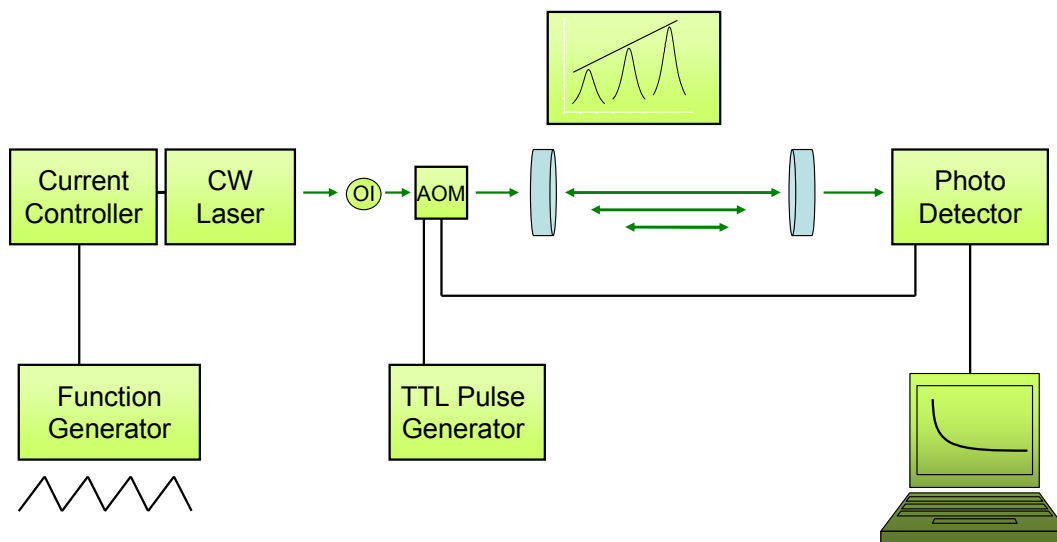 Current
Controller
CW
Laser
OI
AOM
Photo
Detector
Function
Generator
TTL Pulse
Generator